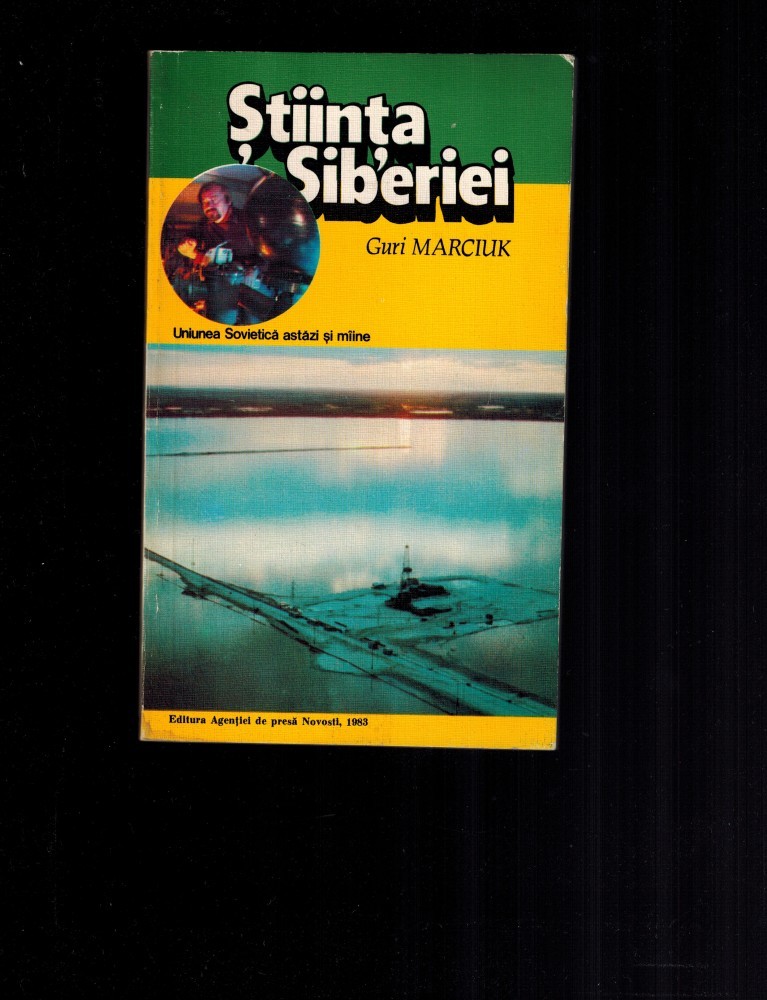 Știința
Siberiei
Guri MARCIUK
Uniunea Sovietică astăzi și mîine
Editura Agenției de presă Novosti, 1983